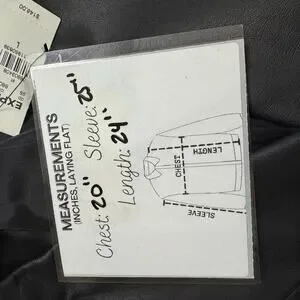 MEASUREMENTS
(INCHES, LAYING FLAT)
Chest: 20" Sleeve: 25"
Length: 24"
LENGTH
CHEST
SLEEVE
$148.00
L
EXP